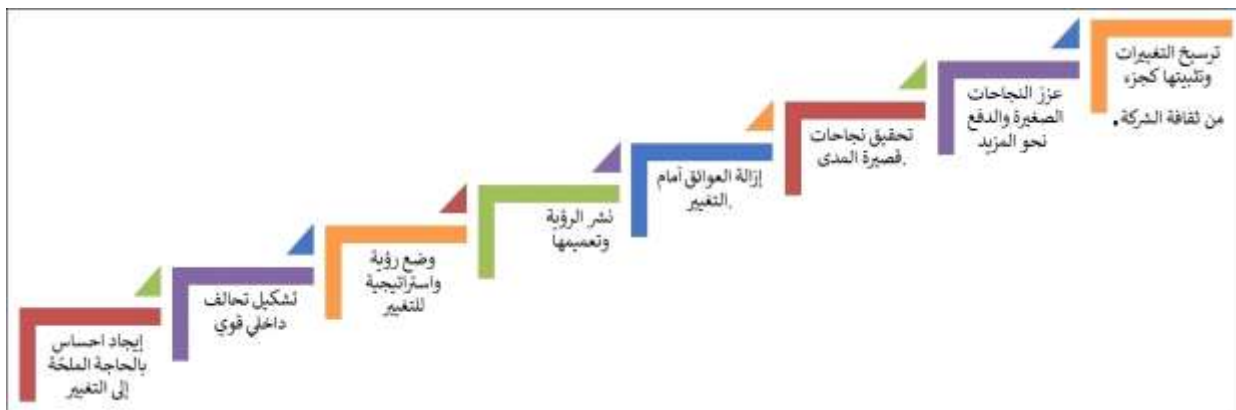 إيجاد احساس
بالحاجة الملحّة
إلى التغيير
تشكيل تحالف
داخلي قوي
وضع رؤية
واستراتيجية
للتغيير
نشر الرؤية
وتعميمها
إزالة العوائق أمام
التغيير.
تحقيق نجاحات
قصيرة المدى.
عزز النجاحات
الصغيرة والدفع
نحو المزيد
ترسيخ التغييرات
وتثبيتها كجزء
من ثقافة الشركة.